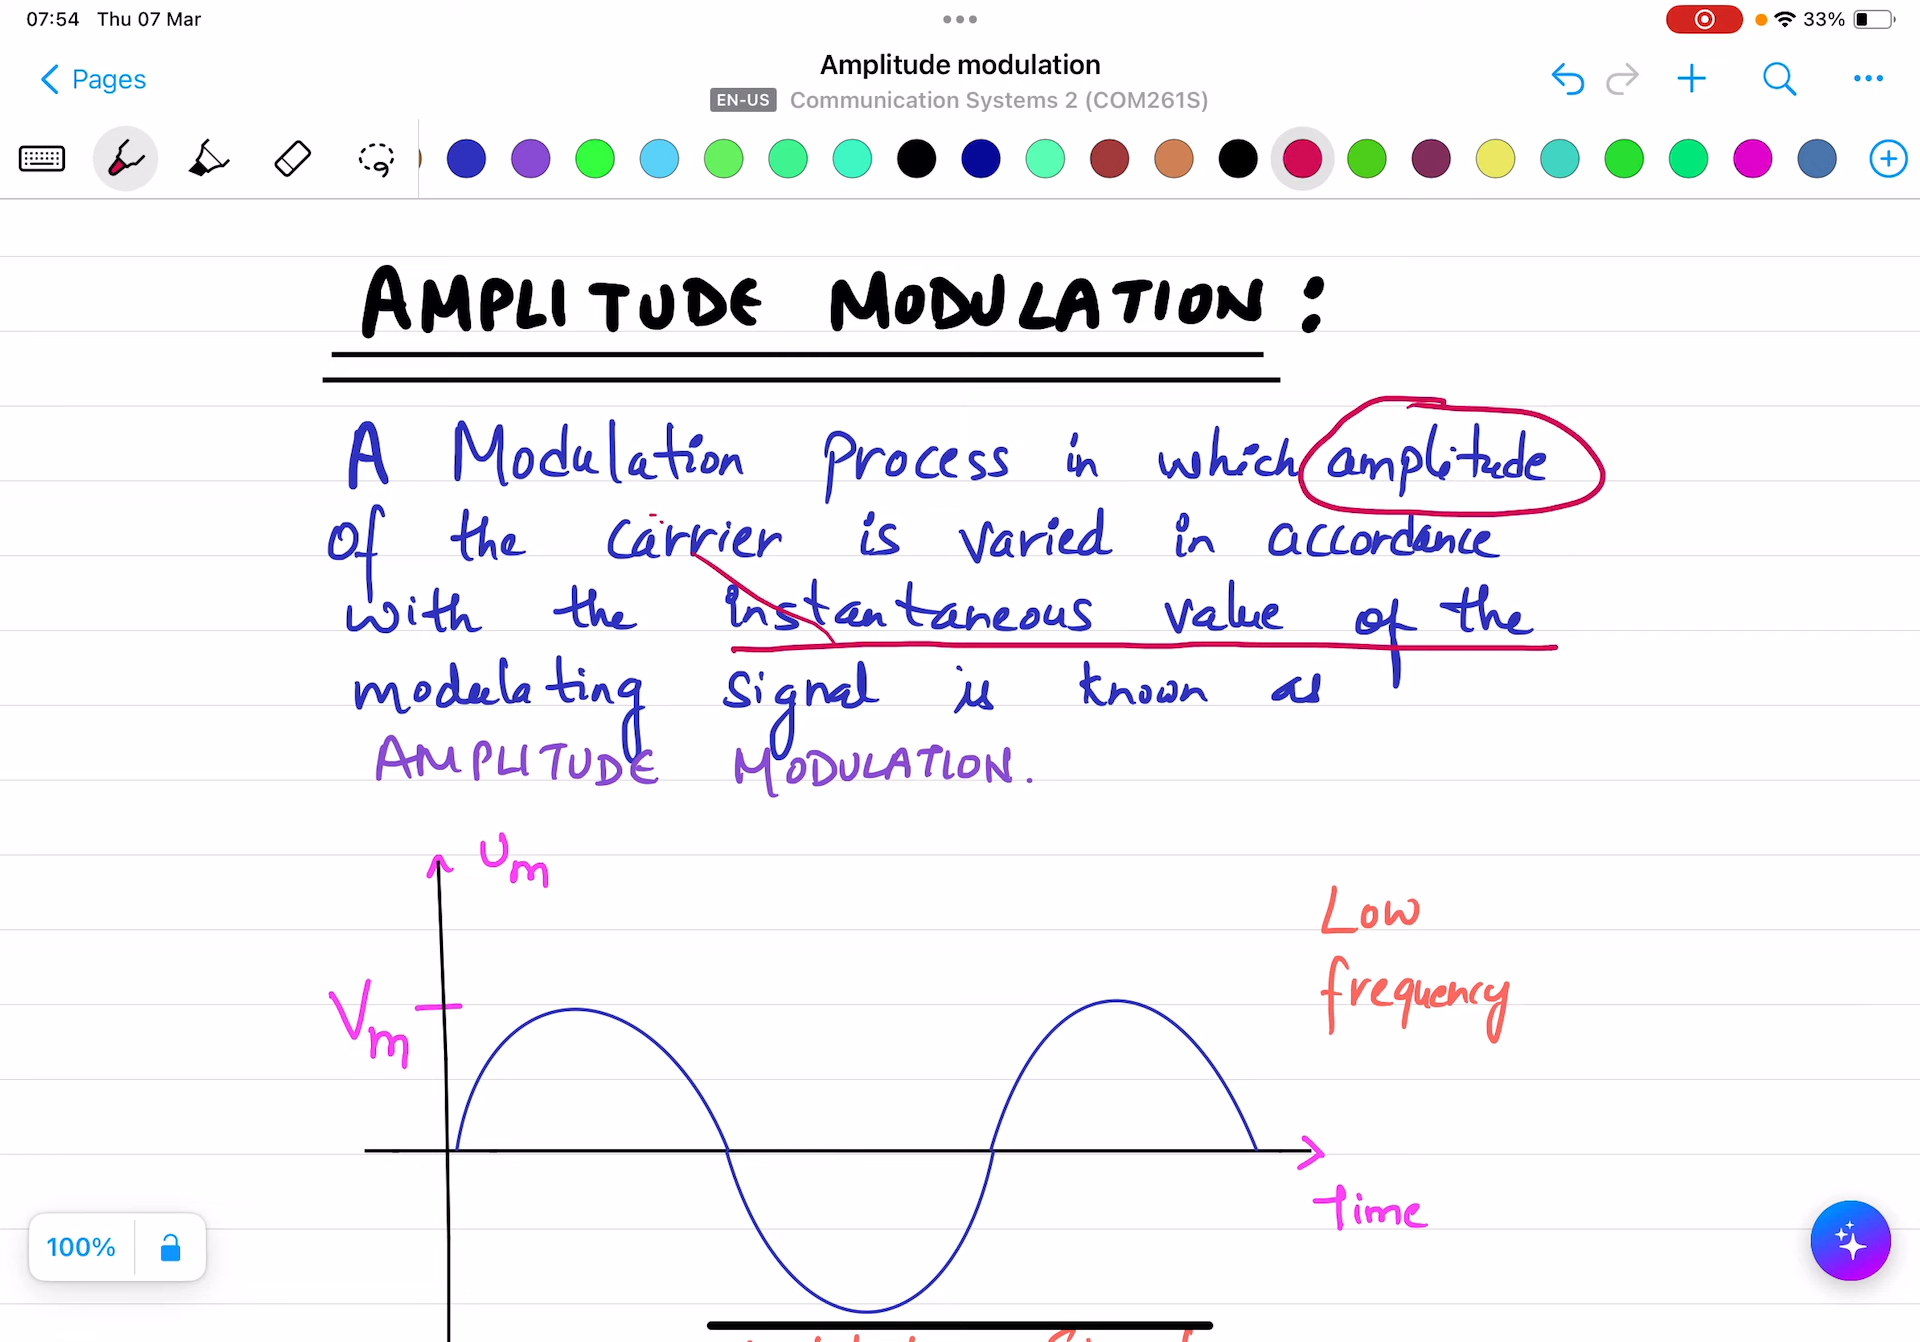 07:54 Thu 07 Mar
33%
Pages
Amplitude modulation
EN-US Communication Systems 2 (COM261S)
AMPLITUDE MODULATION :
A Modulation Process in which amplitude
of the carrier is varied in accordance
with the instantaneous value of the
modulating signal is known as
AMPLITUDE MODULATION.
υm
Low
frequency
Vm
time
100%